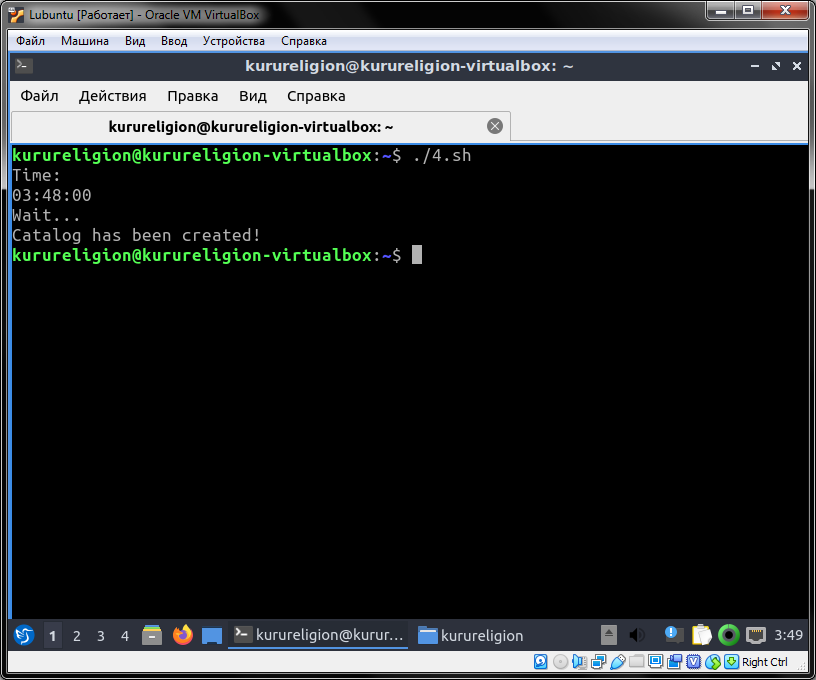 Lubuntu [Работает] - Oracle VM VirtualBox
Файл Машина Вид Ввод Устройства Справка
kurureligion@kurureligion-virtualbox: ~
Файл Действия Правка Вид Справка
kurureligion@kurureligion-virtualbox: ~
kurureligion@kurureligion-virtualbox:~$ ./4.sh
Time:
03:48:00
Wait...
Catalog has been created!
kurureligion@kurureligion-virtualbox:~$
1 2 3 4 kurureligion@kurur... kurureligion 3:49
Right Ctrl